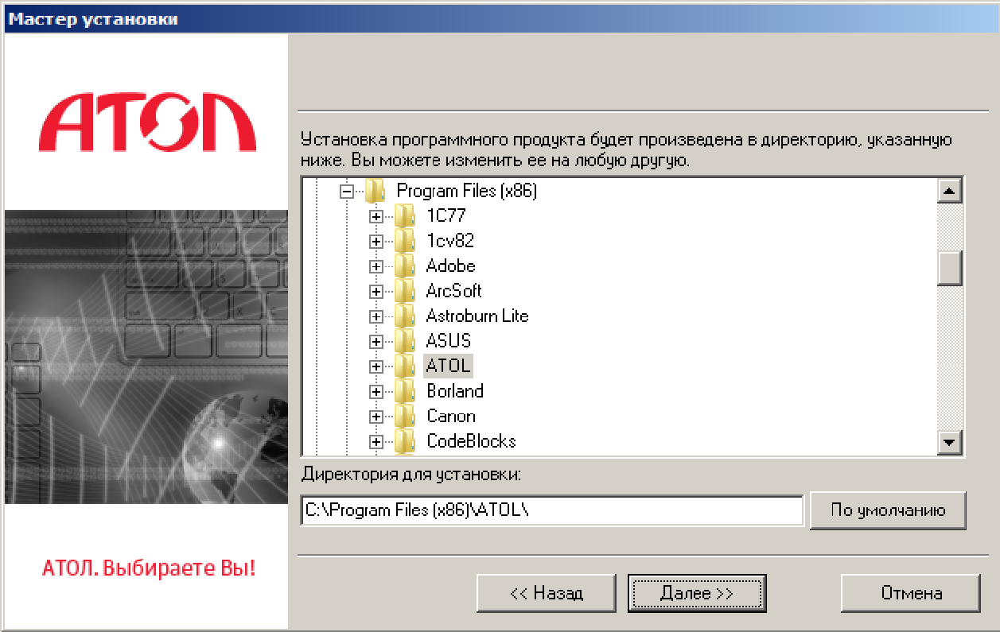 Мастер установки
АТОЛ
Установка программного продукта будет произведена в директорию, указанную
ниже. Вы можете изменить ее на любую другую.
Program Files (x86)
1C77
1cv82
Adobe
ArcSoft
Astroburn Lite
ASUS
ATOL
Borland
Canon
CodeBlocks
Директория для установки:
C:\Program Files (x86)\ATOL\
По умолчанию
АТОЛ. Выбираете Вы!
<< Назад
Далее >>
Отмена